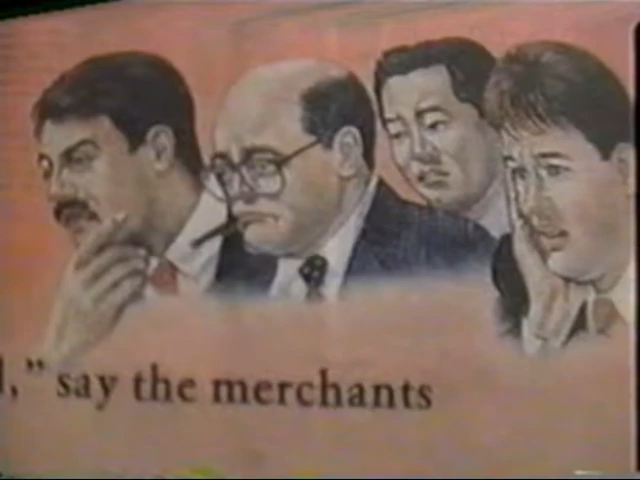 ," say the merchants